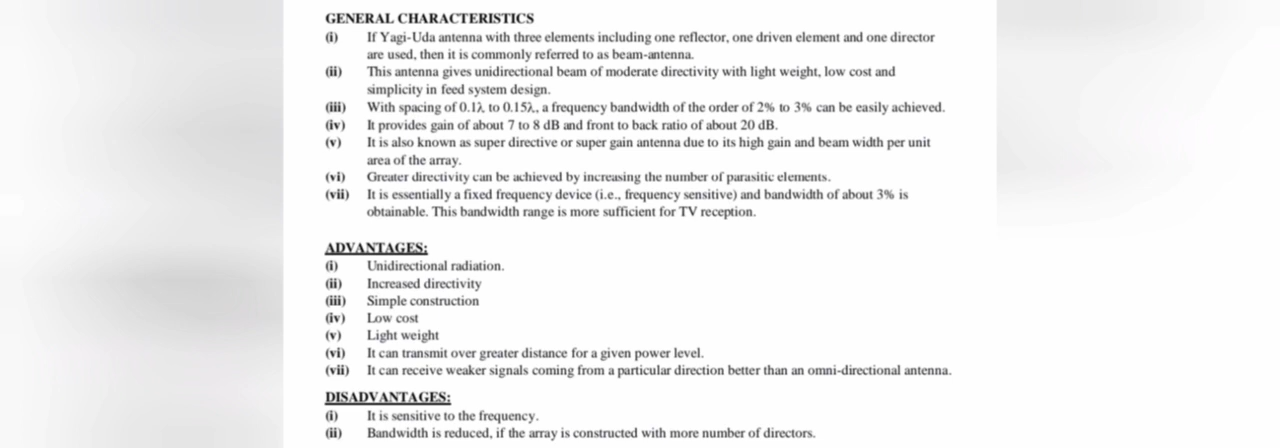 GENERAL CHARACTERISTICS
(i) If Yagi-Uda antenna with three elements including one reflector, one driven element and one director
are used, then it is commonly referred to as beam-antenna.
(ii) This antenna gives unidirectional beam of moderate directivity with light weight, low cost and
simplicity in feed system design.
(iii) With spacing of 0.1λ to 0.15λ, a frequency bandwidth of the order of 2% to 3% can be easily achieved.
(iv) It provides gain of about 7 to 8 dB and front to back ratio of about 20 dB.
(v) It is also known as super directive or super gain antenna due to its high gain and beam width per unit
area of the array.
(vi) Greater directivity can be achieved by increasing the number of parasitic elements.
(vii) It is essentially a fixed frequency device (i.e., frequency sensitive) and bandwidth of about 3% is
obtainable. This bandwidth range is more sufficient for TV reception.
ADVANTAGES:
(i) Unidirectional radiation.
(ii) Increased directivity
(iii) Simple construction
(iv) Low cost
(v) Light weight
(vi) It can transmit over greater distance for a given power level.
(vii) It can receive weaker signals coming from a particular direction better than an omni-directional antenna.
DISADVANTAGES:
(i) It is sensitive to the frequency.
(ii) Bandwidth is reduced, if the array is constructed with more number of directors.